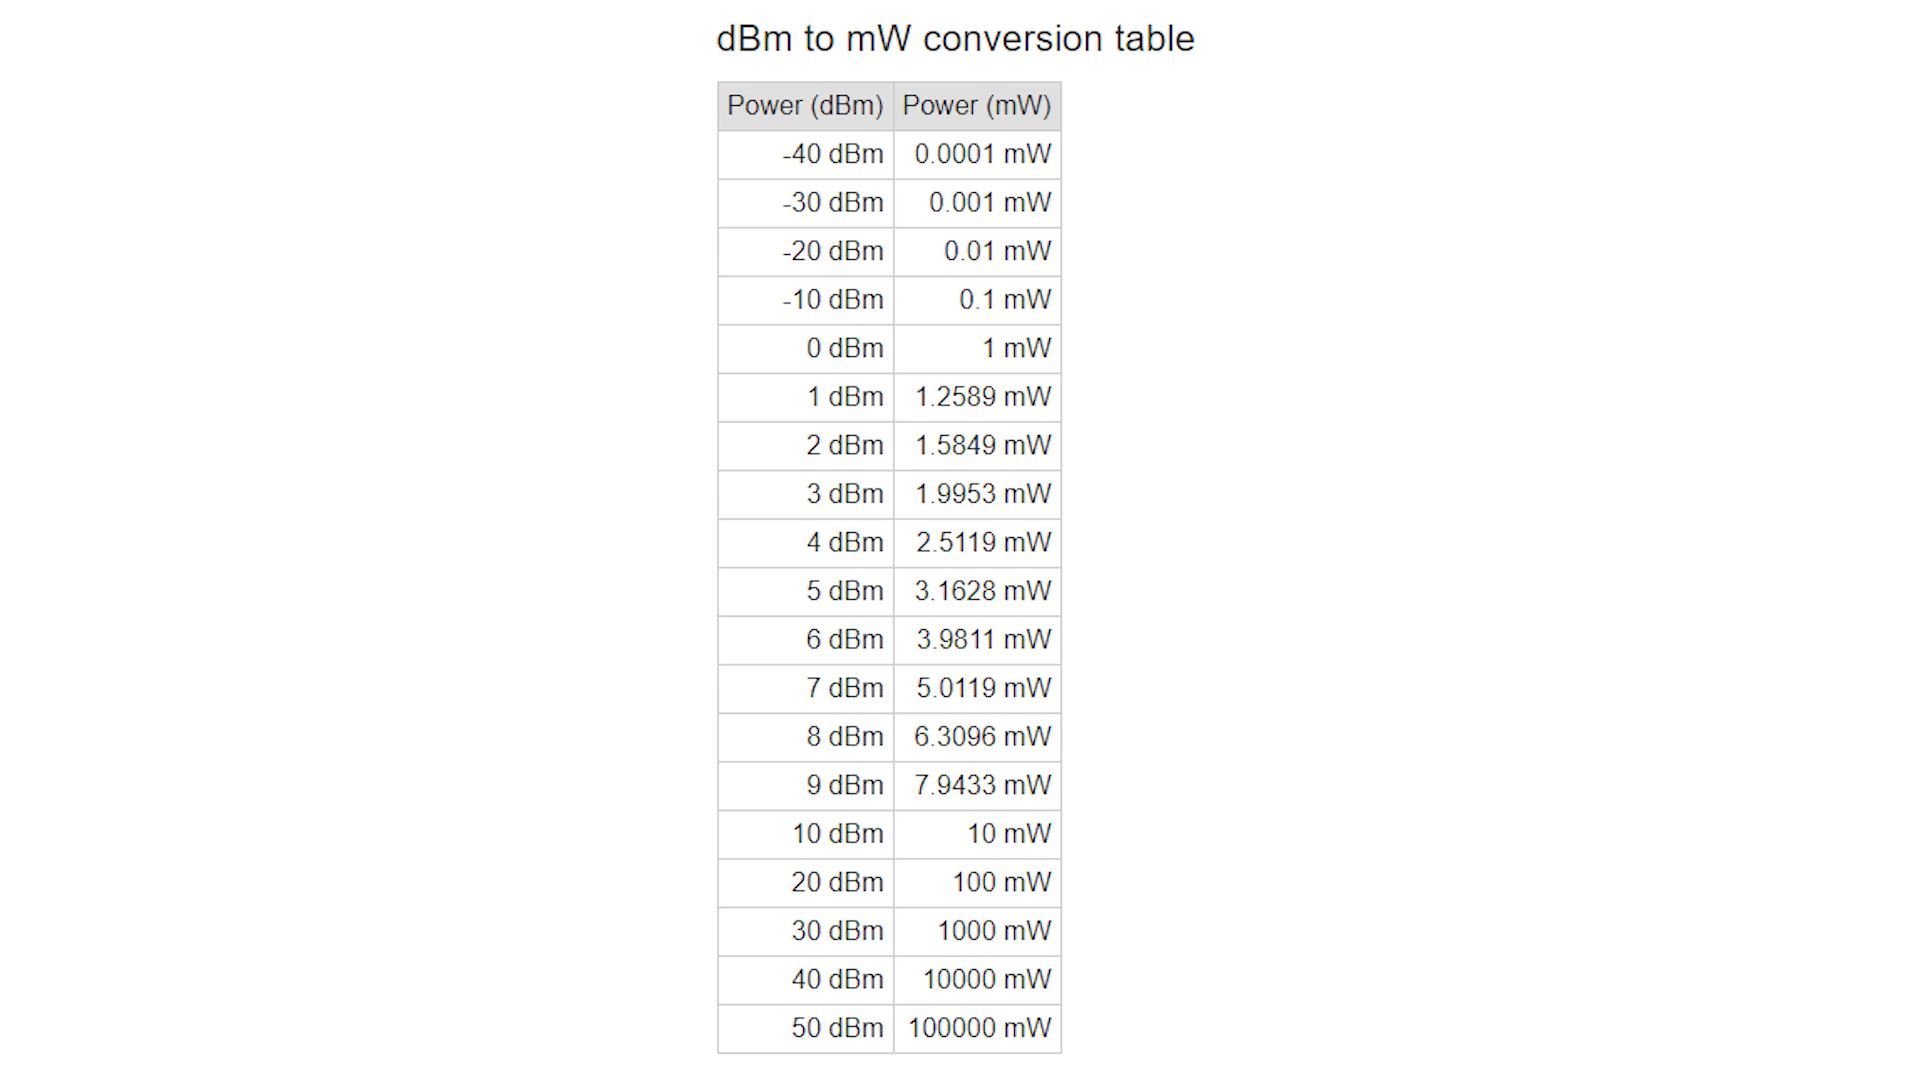 dBm to mW conversion table
Power (dBm) Power (mW)
-40 dBm 0.0001 mW
-30 dBm 0.001 mW
-20 dBm 0.01 mW
-10 dBm 0.1 mW
0 dBm 1 mW
1 dBm 1.2589 mW
2 dBm 1.5849 mW
3 dBm 1.9953 mW
4 dBm 2.5119 mW
5 dBm 3.1628 mW
6 dBm 3.9811 mW
7 dBm 5.0119 mW
8 dBm 6.3096 mW
9 dBm 7.9433 mW
10 dBm 10 mW
20 dBm 100 mW
30 dBm 1000 mW
40 dBm 10000 mW
50 dBm 100000 mW